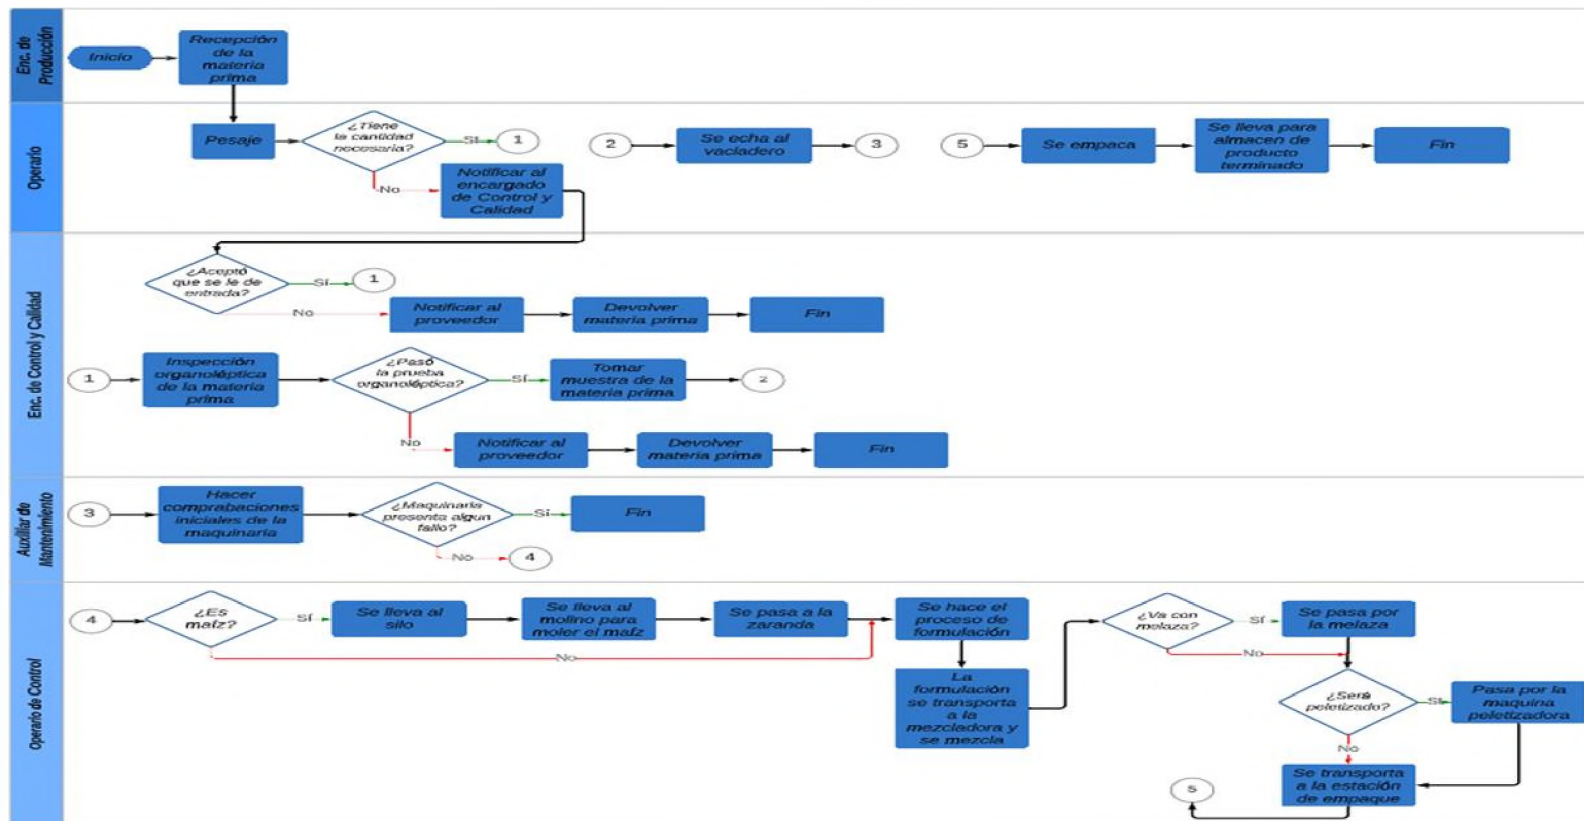 Enc. de
Producción
Inicio
Recepción
de la
materia
prima
Operario
Pesaje
¿Tiene
la cantidad
necesaria?
Sí
1
No
Notificar al
encargado
de Control y
Calidad
2
Se echa al
vaciadero
3
5
Se empaca
Se lleva para
almacen de
producto
terminado
Fin
Enc. de Control y Calidad
¿Aceptó
que se le de
entrada?
Sí
1
No
Notificar al
proveedor
Devolver
materia prima
Fin
1
Inspección
organoléptica
de la materia
prima
¿Pasó
la prueba
organoléptica?
Sí
Tomar
muestra de la
materia prima
2
No
Notificar al
proveedor
Devolver
materia prima
Fin
Auxiliar de
Mantenimiento
3
Hacer
comprobaciones
iniciales de la
maquinaria
¿Maquinaria
presenta algun
fallo?
Sí
Fin
No
4
Operario de Control
4
¿Es
maíz?
Sí
Se lleva al
silo
Se lleva al
molino para
moler el maíz
Se pasa a la
zaranda
Se hace el
proceso de
formulación
No
La
formulación
se transporta
a la
mezcladora y
se mezcla
¿Va con
melaza?
Sí
Se pasa por
la melaza
No
¿Será
peletizado?
Sí
Pasa por la
maquina
peletizadora
No
Se transporta
a la estación
de empaque
5